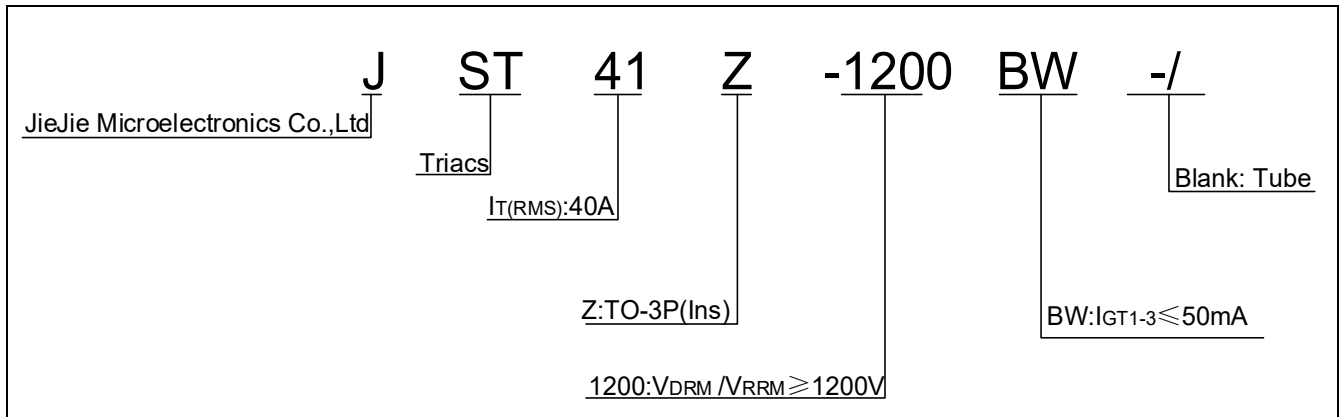 J ST 41 Z -1200 BW -/
JieJie Microelectronics Co.,Ltd
Triacs
Blank: Tube
IT(RMS):40A
Z:TO-3P(Ins)
BW:IGT1-3≤50mA
1200:VDRM /VRRM≥1200V